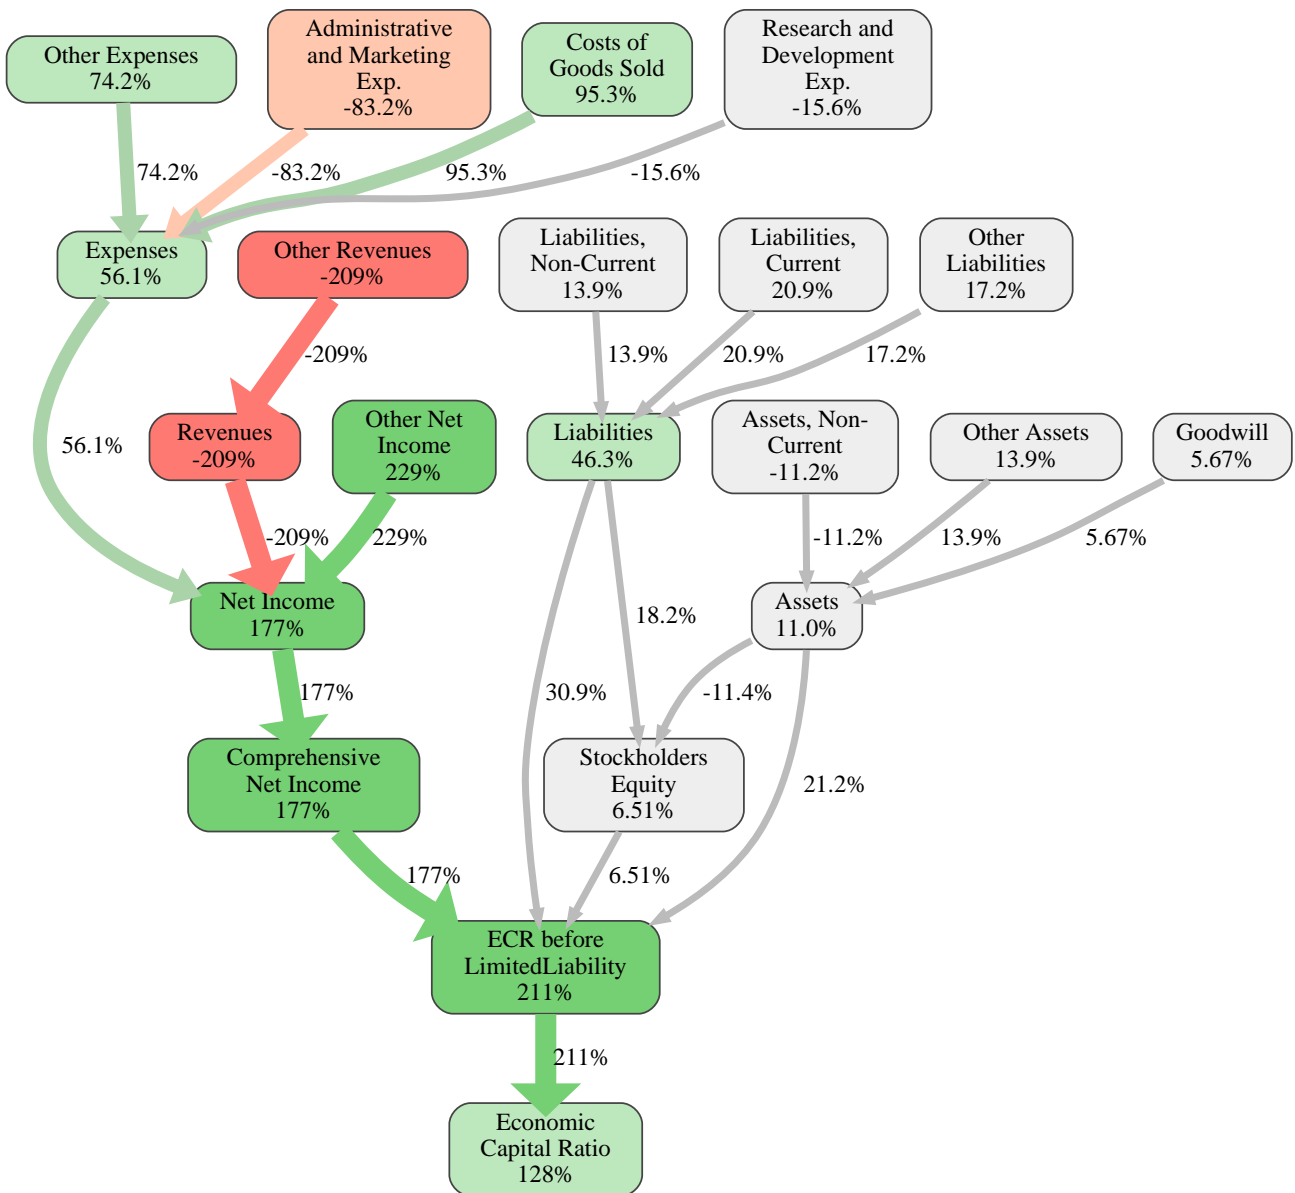 Other Expenses
74.2%
Administrative
and Marketing
Exp.
-83.2%
Costs of
Goods Sold
95.3%
Research and
Development
Exp.
-15.6%
74.2%
-83.2%
95.3%
-15.6%
Expenses
56.1%
Other Revenues
-209%
Liabilities,
Non-Current
13.9%
Liabilities,
Current
20.9%
Other
Liabilities
17.2%
-209%
13.9%
20.9%
17.2%
56.1%
Revenues
-209%
Other Net
Income
229%
Liabilities
46.3%
Assets, Non-
Current
-11.2%
Other Assets
13.9%
Goodwill
5.67%
-209%
229%
-11.2%
13.9%
5.67%
Net Income
177%
18.2%
Assets
11.0%
177%
30.9%
-11.4%
Comprehensive
Net Income
177%
Stockholders
Equity
6.51%
21.2%
177%
6.51%
ECR before
LimitedLiability
211%
211%
Economic
Capital Ratio
128%